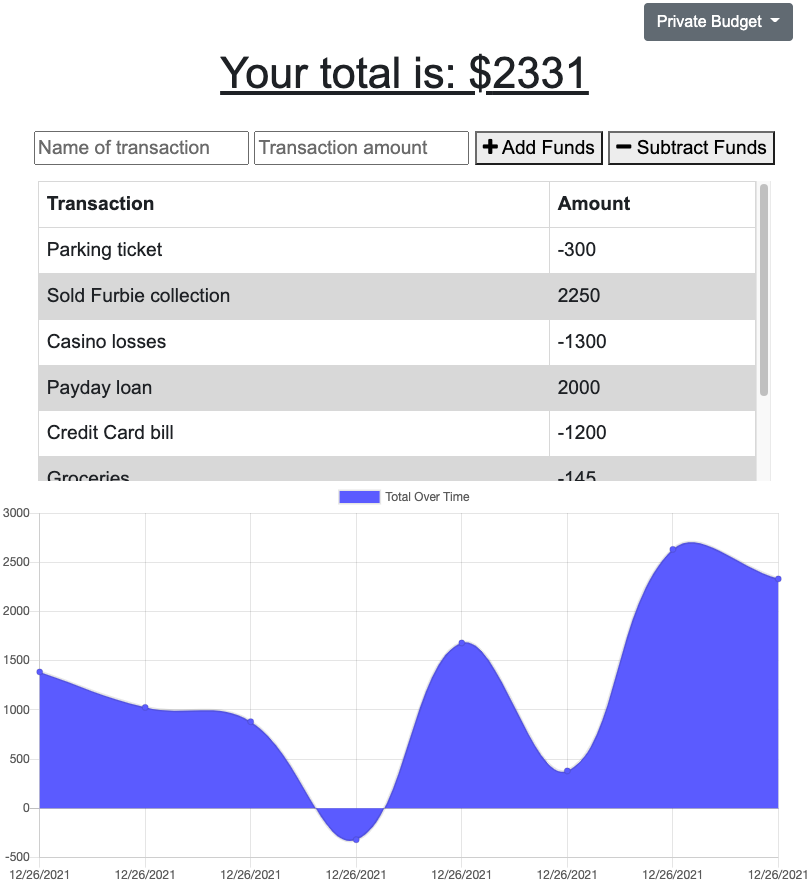 Private Budget
Your total is: $2331
Name of transaction Transaction amount Add Funds Subtract Funds
Transaction Amount
Parking ticket -300
Sold Furbie collection 2250
Casino losses -1300
Payday loan 2000
Credit Card bill -1200
Groceries -145
Total Over Time
3000
2500
2000
1500
1000
500
0
-500
12/26/2021 12/26/2021 12/26/2021 12/26/2021 12/26/2021 12/26/2021 12/26/2021 12/26/2021